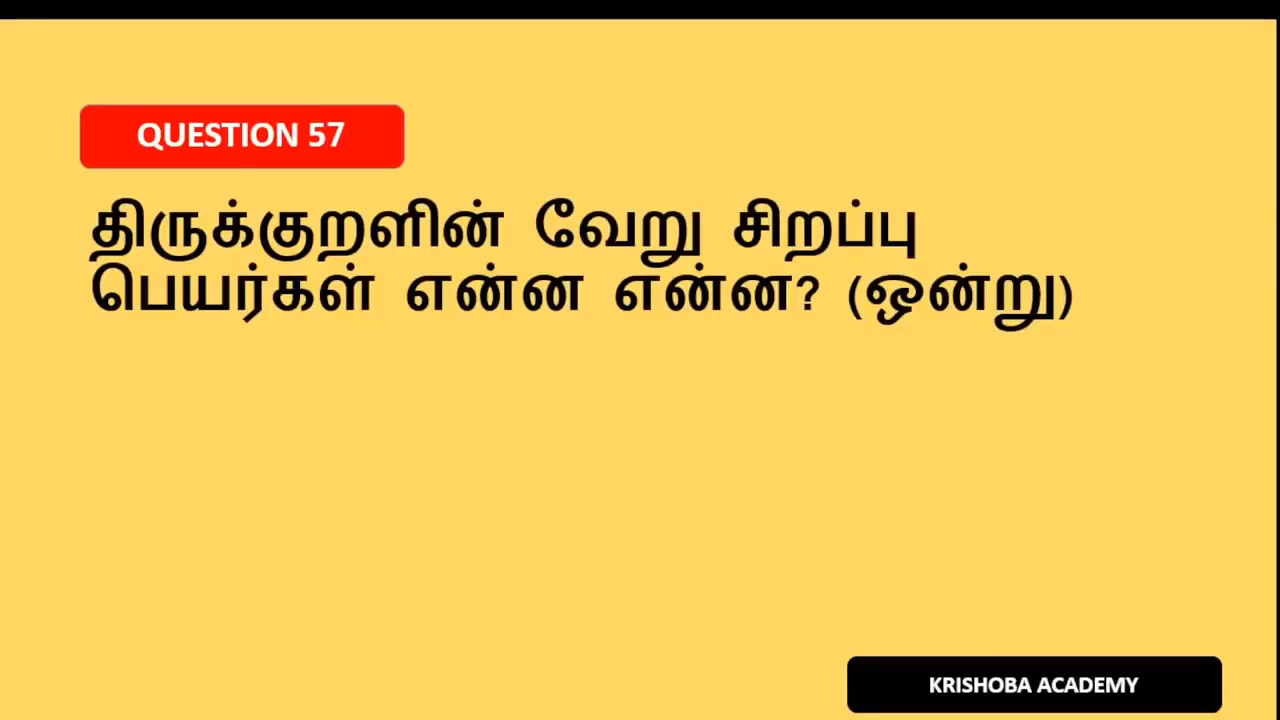 QUESTION 57
திருக்குறளின் வேறு சிறப்பு
பெயர்கள் என்ன என்ன? (ஒன்று)
KRISHOBA ACADEMY